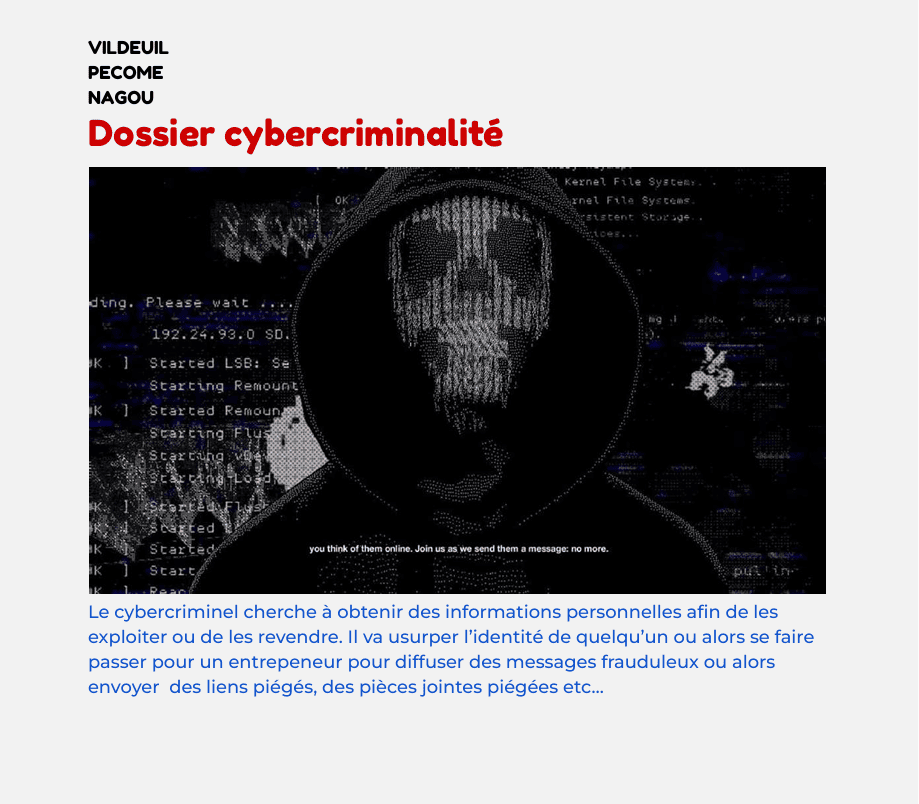 VILDEUIL
PECOME
NAGOU
Dossier cybercriminalité
Kernel File Systems..
rnel File Systems.
[ OK
rsistent Storage..
vices...
ding. Please wait ....
192.24.93.0 SD.
K ] Started LSB: Se
Starting Remount
K ] Started Remoun
Starting Flus
Starting
Starting Load
K ] Started Flus
K ] Started
K ] Started
K ] Start
you think of them online. Join us as we send them a message: no more.
Le cybercriminel cherche à obtenir des informations personnelles afin de les
exploiter ou de les revendre. Il va usurper l’identité de quelqu’un ou alors se faire
passer pour un entrepeneur pour diffuser des messages frauduleux ou alors
envoyer  des liens piégés, des pièces jointes piégées etc...